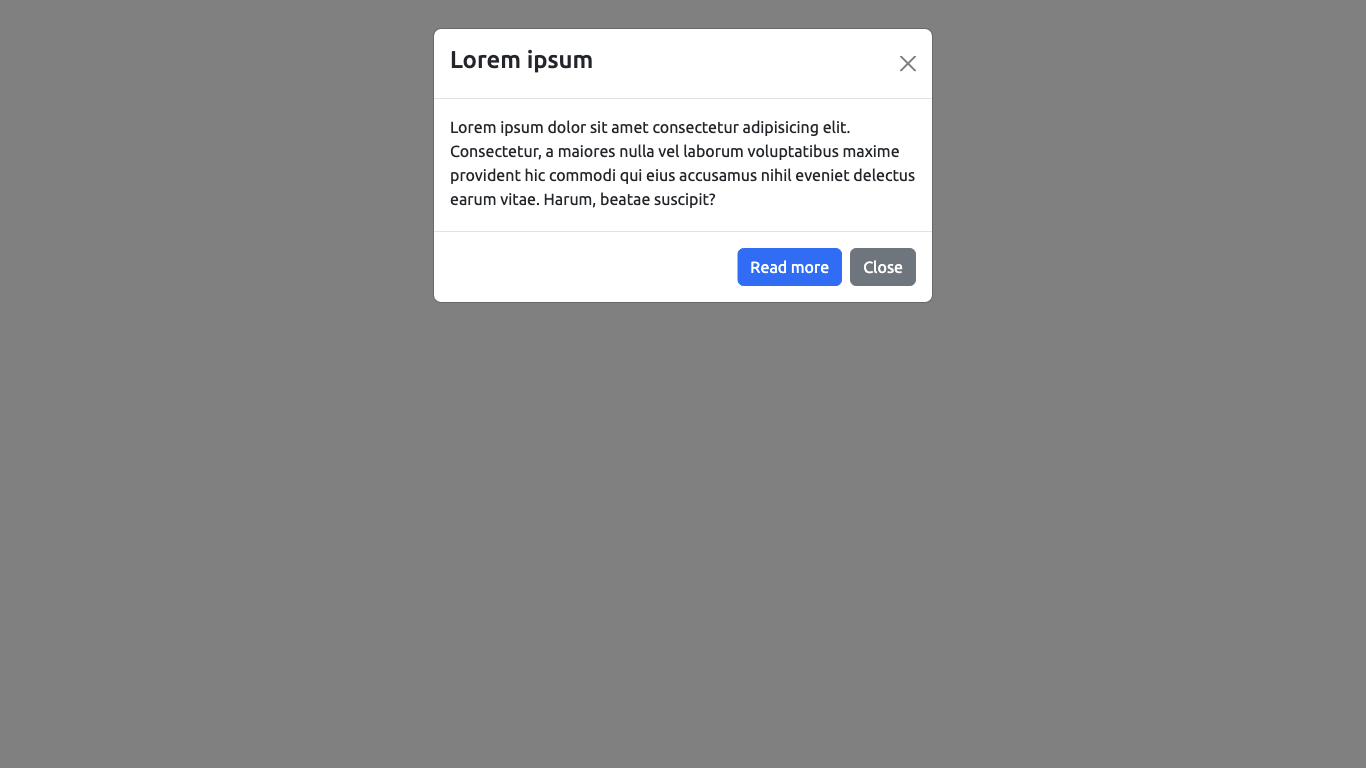 Lorem ipsum
Lorem ipsum dolor sit amet consectetur adipisicing elit.
Consectetur, a maiores nulla vel laborum voluptatibus maxime
provident hic commodi qui eius accusamus nihil eveniet delectus
earum vitae. Harum, beatae suscipit?
Read more
Close